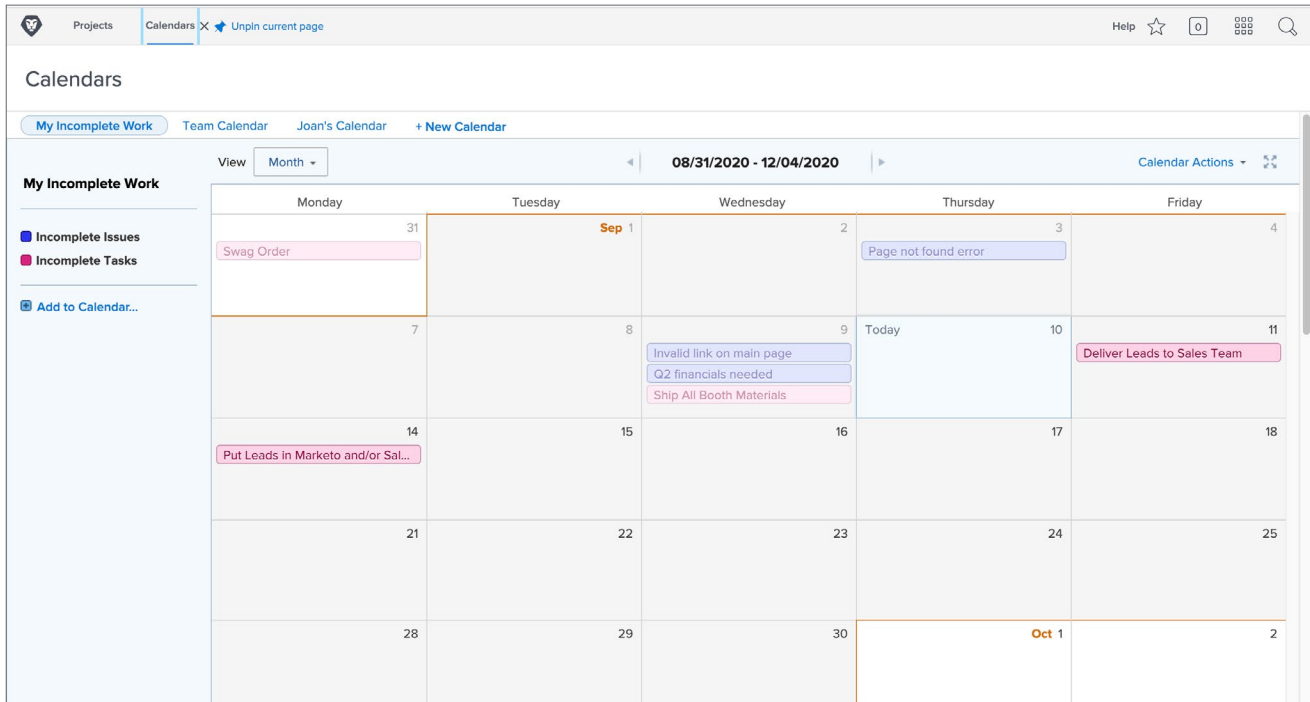 Projects
Calendars
Unpin current page
Help
0
Calendars
My Incomplete Work
Team Calendar
Joan's Calendar
+ New Calendar
My Incomplete Work
Incomplete Issues
Incomplete Tasks
Add to Calendar...
View
Month
08/31/2020 - 12/04/2020
Calendar Actions
Monday
Tuesday
Wednesday
Thursday
Friday
31
Swag Order
Sep 1
2
3
Page not found error
4
7
8
9
Invalid link on main page
Q2 financials needed
Ship All Booth Materials
Today
10
11
Deliver Leads to Sales Team
14
Put Leads in Marketo and/or Sal...
15
16
17
18
21
22
23
24
25
28
29
30
Oct 1
2